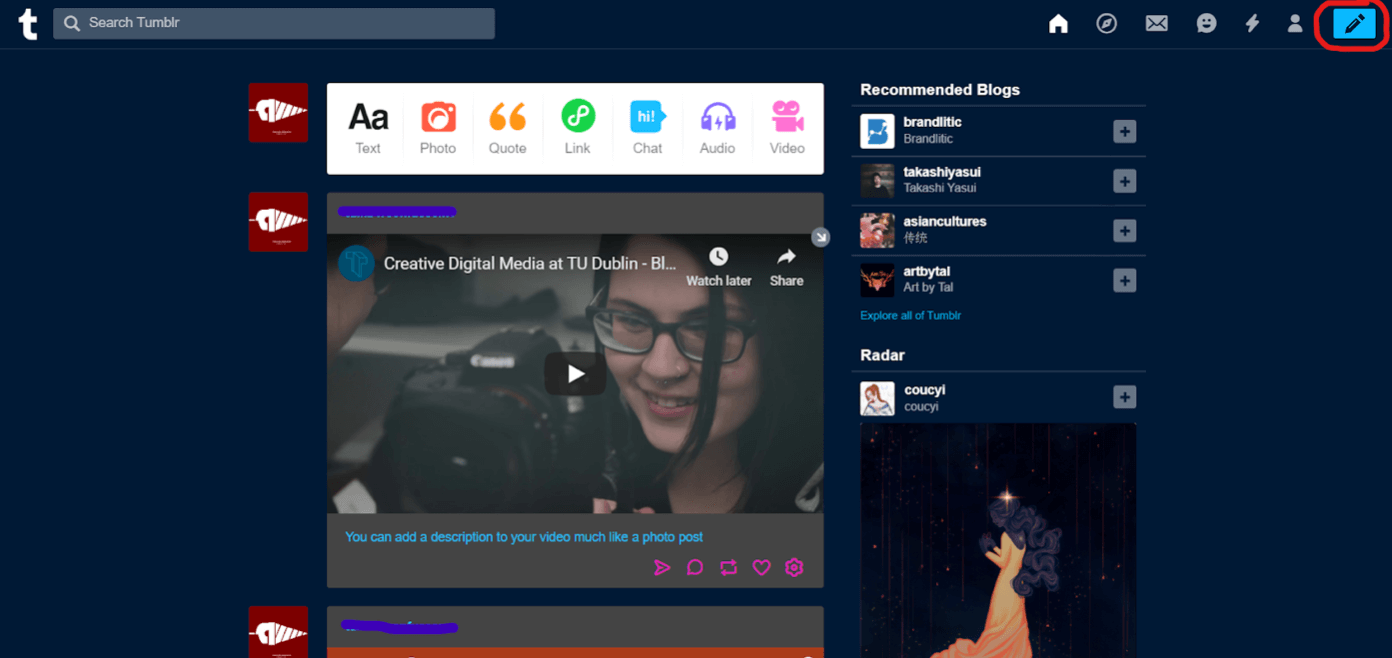 Search Tumblr
Aa
hi!
Text
Photo
Quote
Link
Chat
Audio
Video
Creative Digital Media at TU Dublin - Bl...
Watch later
Share
Canon
You can add a description to your video much like a photo post
Recommended Blogs
brandlitic
Brandlitic
takashiyasui
Takashi Yasui
asiancultures
传统
artbytal
Art by Tal
Explore all of Tumblr
Radar
coucyi
coucyi